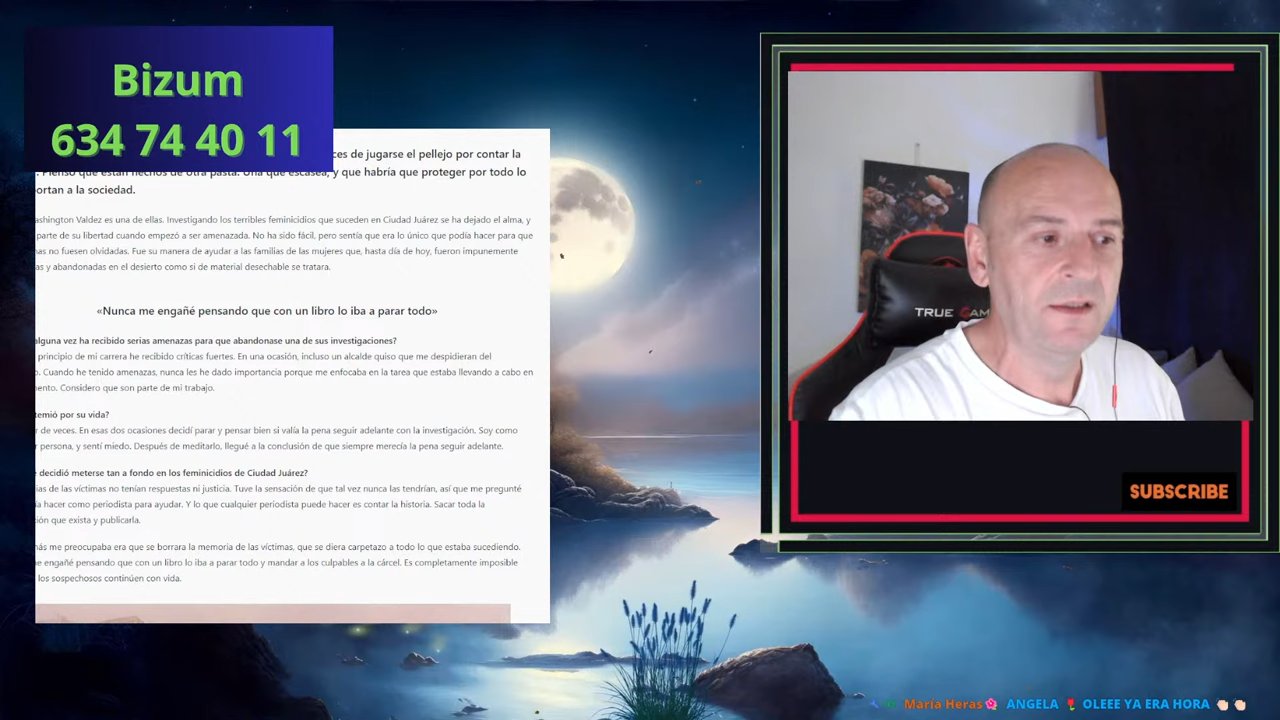 Bizum
634 74 40 11
ces de jugarse el pellejo por contar la
. Pienso que están hechos de otra pasta. Una que escasea, y que habría que proteger por todo lo
ortan a la sociedad.
ashington Valdez es una de ellas. Investigando los terribles feminicidios que suceden en Ciudad Juárez se ha dejado el alma, y
parte de su libertad cuando empezó a ser amenazada. No ha sido fácil, pero sentía que era lo único que podía hacer para que
nas no fuesen olvidadas. Fue su manera de ayudar a las familias de las mujeres que, hasta día de hoy, fueron impunemente
as y abandonadas en el desierto como si de material desechable se tratara.
«Nunca me engañé pensando que con un libro lo iba a parar todo»
alguna vez ha recibido serias amenazas para que abandonase una de sus investigaciones?
principio de mi carrera he recibido críticas fuertes. En una ocasión, incluso un alcalde quiso que me despidieran del
o. Cuando he tenido amenazas, nunca les he dado importancia porque me enfocaba en la tarea que estaba llevando a cabo en
ento. Considero que son parte de mi trabajo.
temió por su vida?
r de veces. En esas dos ocasiones decidí parar y pensar bien si valía la pena seguir adelante con la investigación. Soy como
r persona, y sentí miedo. Después de meditarlo, llegué a la conclusión de que siempre merecía la pena seguir adelante.
e decidió meterse tan a fondo en los feminicidios de Ciudad Juárez?
ias de las víctimas no tenían respuestas ni justicia. Tuve la sensación de que tal vez nunca las tendrían, así que me pregunté
ía hacer como periodista para ayudar. Y lo que cualquier periodista puede hacer es contar la historia. Sacar toda la
ción que exista y publicarla.
más me preocupaba era que se borrara la memoria de las víctimas, que se diera carpetazo a todo lo que estaba sucediendo.
e engañé pensando que con un libro lo iba a parar todo y mandar a los culpables a la cárcel. Es completamente imposible
los sospechosos continúen con vida.
TRUE GAM
SUBSCRIBE
María Heras🌺 ANGELA 🌷 OLEEE YA ERA HORA 👏🏻 👏🏻